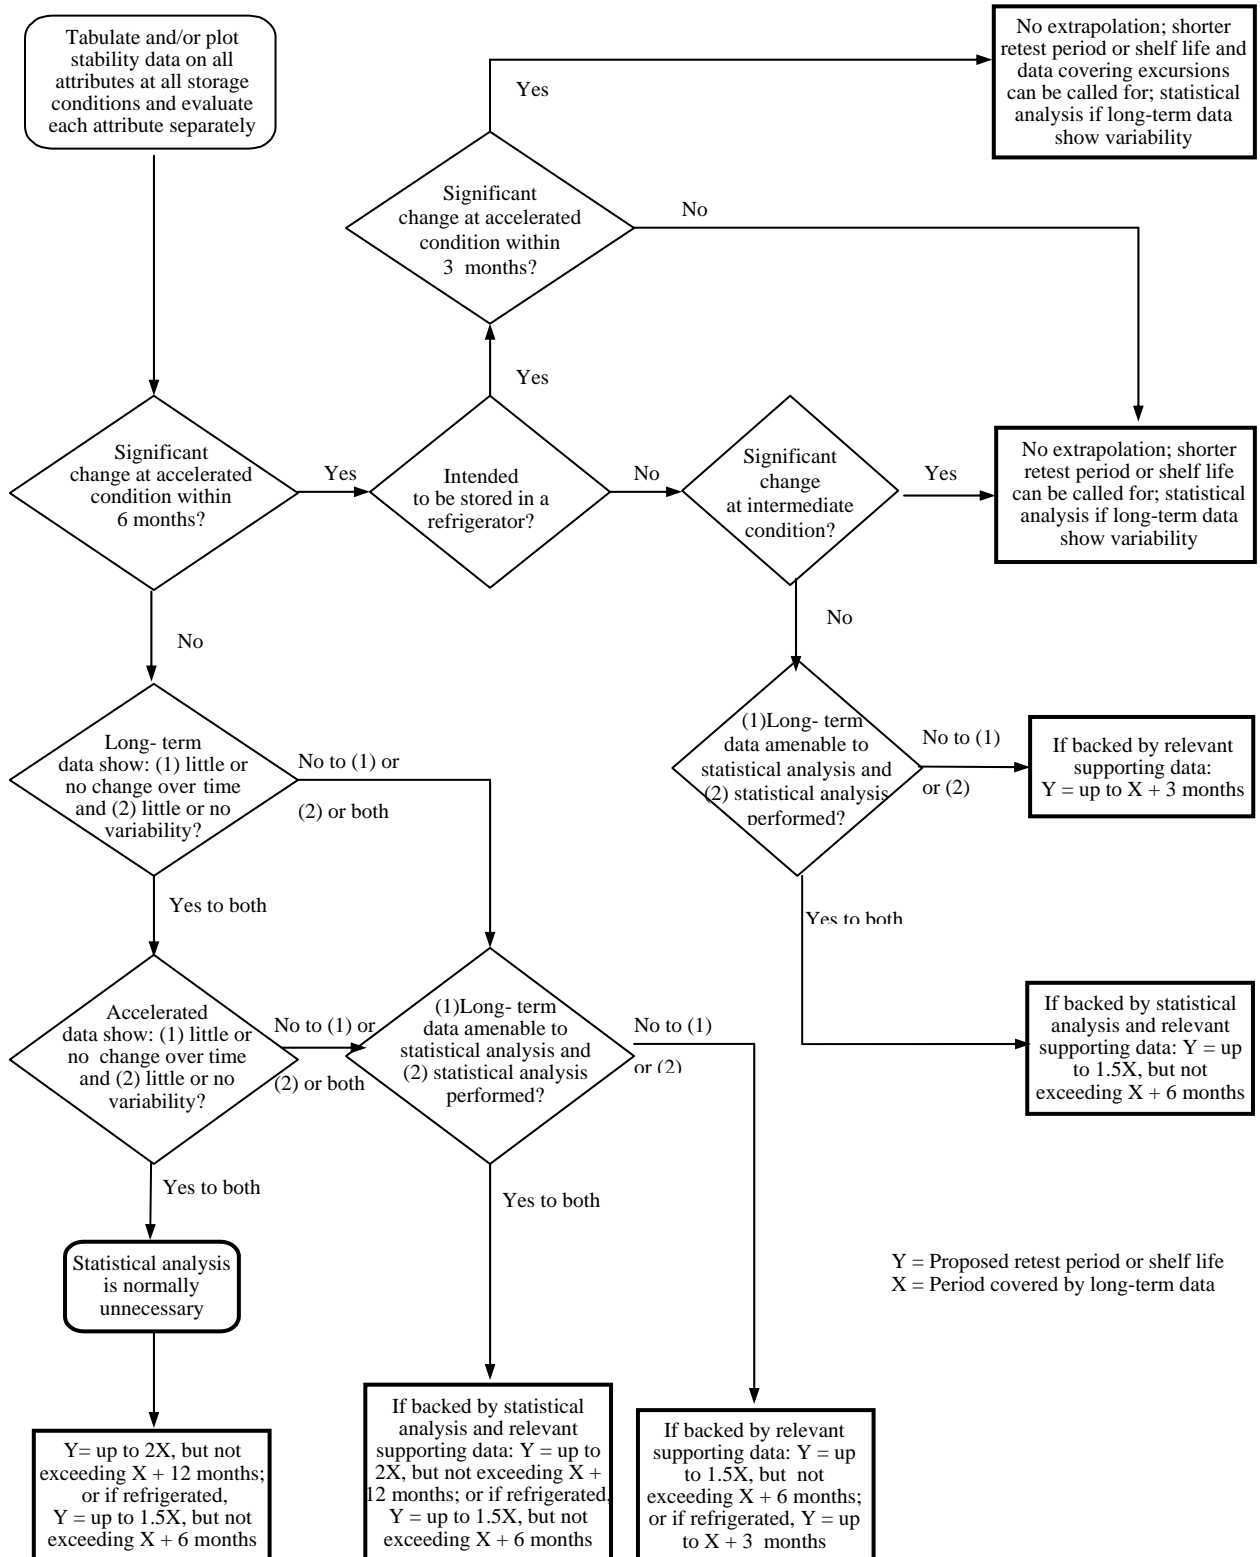 Tabulate and/or plot
stability data on all
attributes at all storage
conditions and evaluate
each attribute separately
No extrapolation; shorter
retest period or shelf life and
data covering excursions
can be called for; statistical
analysis if long-term data
show variability
Yes
Significant
change at accelerated
condition within
3 months?
No
Yes
Significant
change at accelerated
condition within
6 months?
Yes
Intended
to be stored in a
refrigerator?
No
Significant
change
at intermediate
condition?
Yes
No extrapolation; shorter
retest period or shelf life
can be called for; statistical
analysis if long-term data
show variability
No
No
Long- term
data show: (1) little or
no change over time
and (2) little or no
variability?
No to (1) or
(2) or both
(1)Long- term
data amenable to
statistical analysis and
(2) statistical analysis
performed?
No to (1)
or (2)
If backed by relevant
supporting data:
Y = up to X + 3 months
Yes to both
Yes to both
Accelerated
data show: (1) little or
no change over time
and (2) little or no
variability?
No to (1) or
(2) or both
(1)Long- term
data amenable to
statistical analysis and
(2) statistical analysis
performed?
No to (1)
or (2)
If backed by statistical
analysis and relevant
supporting data: Y = up
to 1.5X, but not
exceeding X + 6 months
Yes to both
Yes to both
Statistical analysis
is normally
unnecessary
Y = Proposed retest period or shelf life
X = Period covered by long-term data
Y= up to 2X, but not
exceeding X + 12 months;
or if refrigerated,
Y = up to 1.5X, but not
exceeding X + 6 months
If backed by statistical
analysis and relevant
supporting data: Y = up to
2X, but not exceeding X +
12 months; or if refrigerated,
Y = up to 1.5X, but not
exceeding X + 6 months
If backed by relevant
supporting data: Y = up
to 1.5X, but not
exceeding X + 6 months;
or if refrigerated, Y = up
to X + 3 months